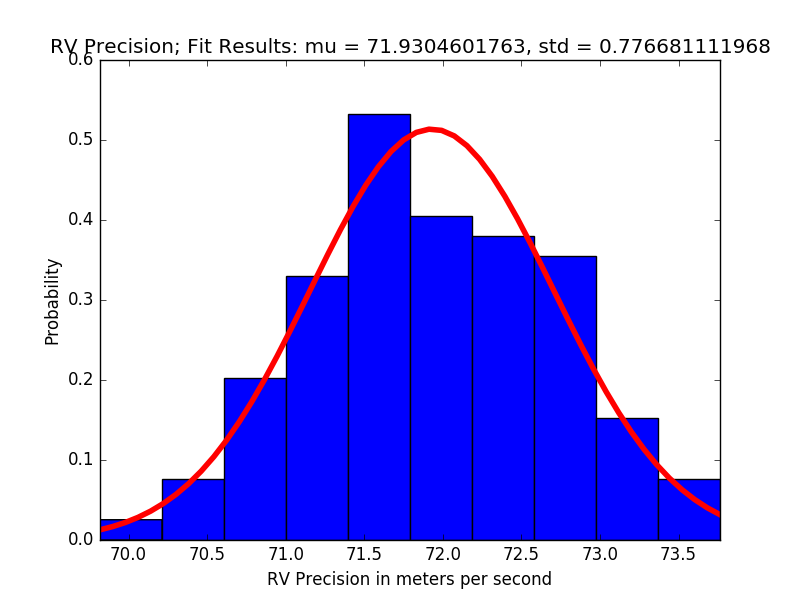 RV Precision; Fit Results: mu = 71.9304601763, std = 0.776681111968
0.6
0.5
0.4
0.3
0.2
0.1
0.0
Probability
70.0 70.5 71.0 71.5 72.0 72.5 73.0 73.5
RV Precision in meters per second